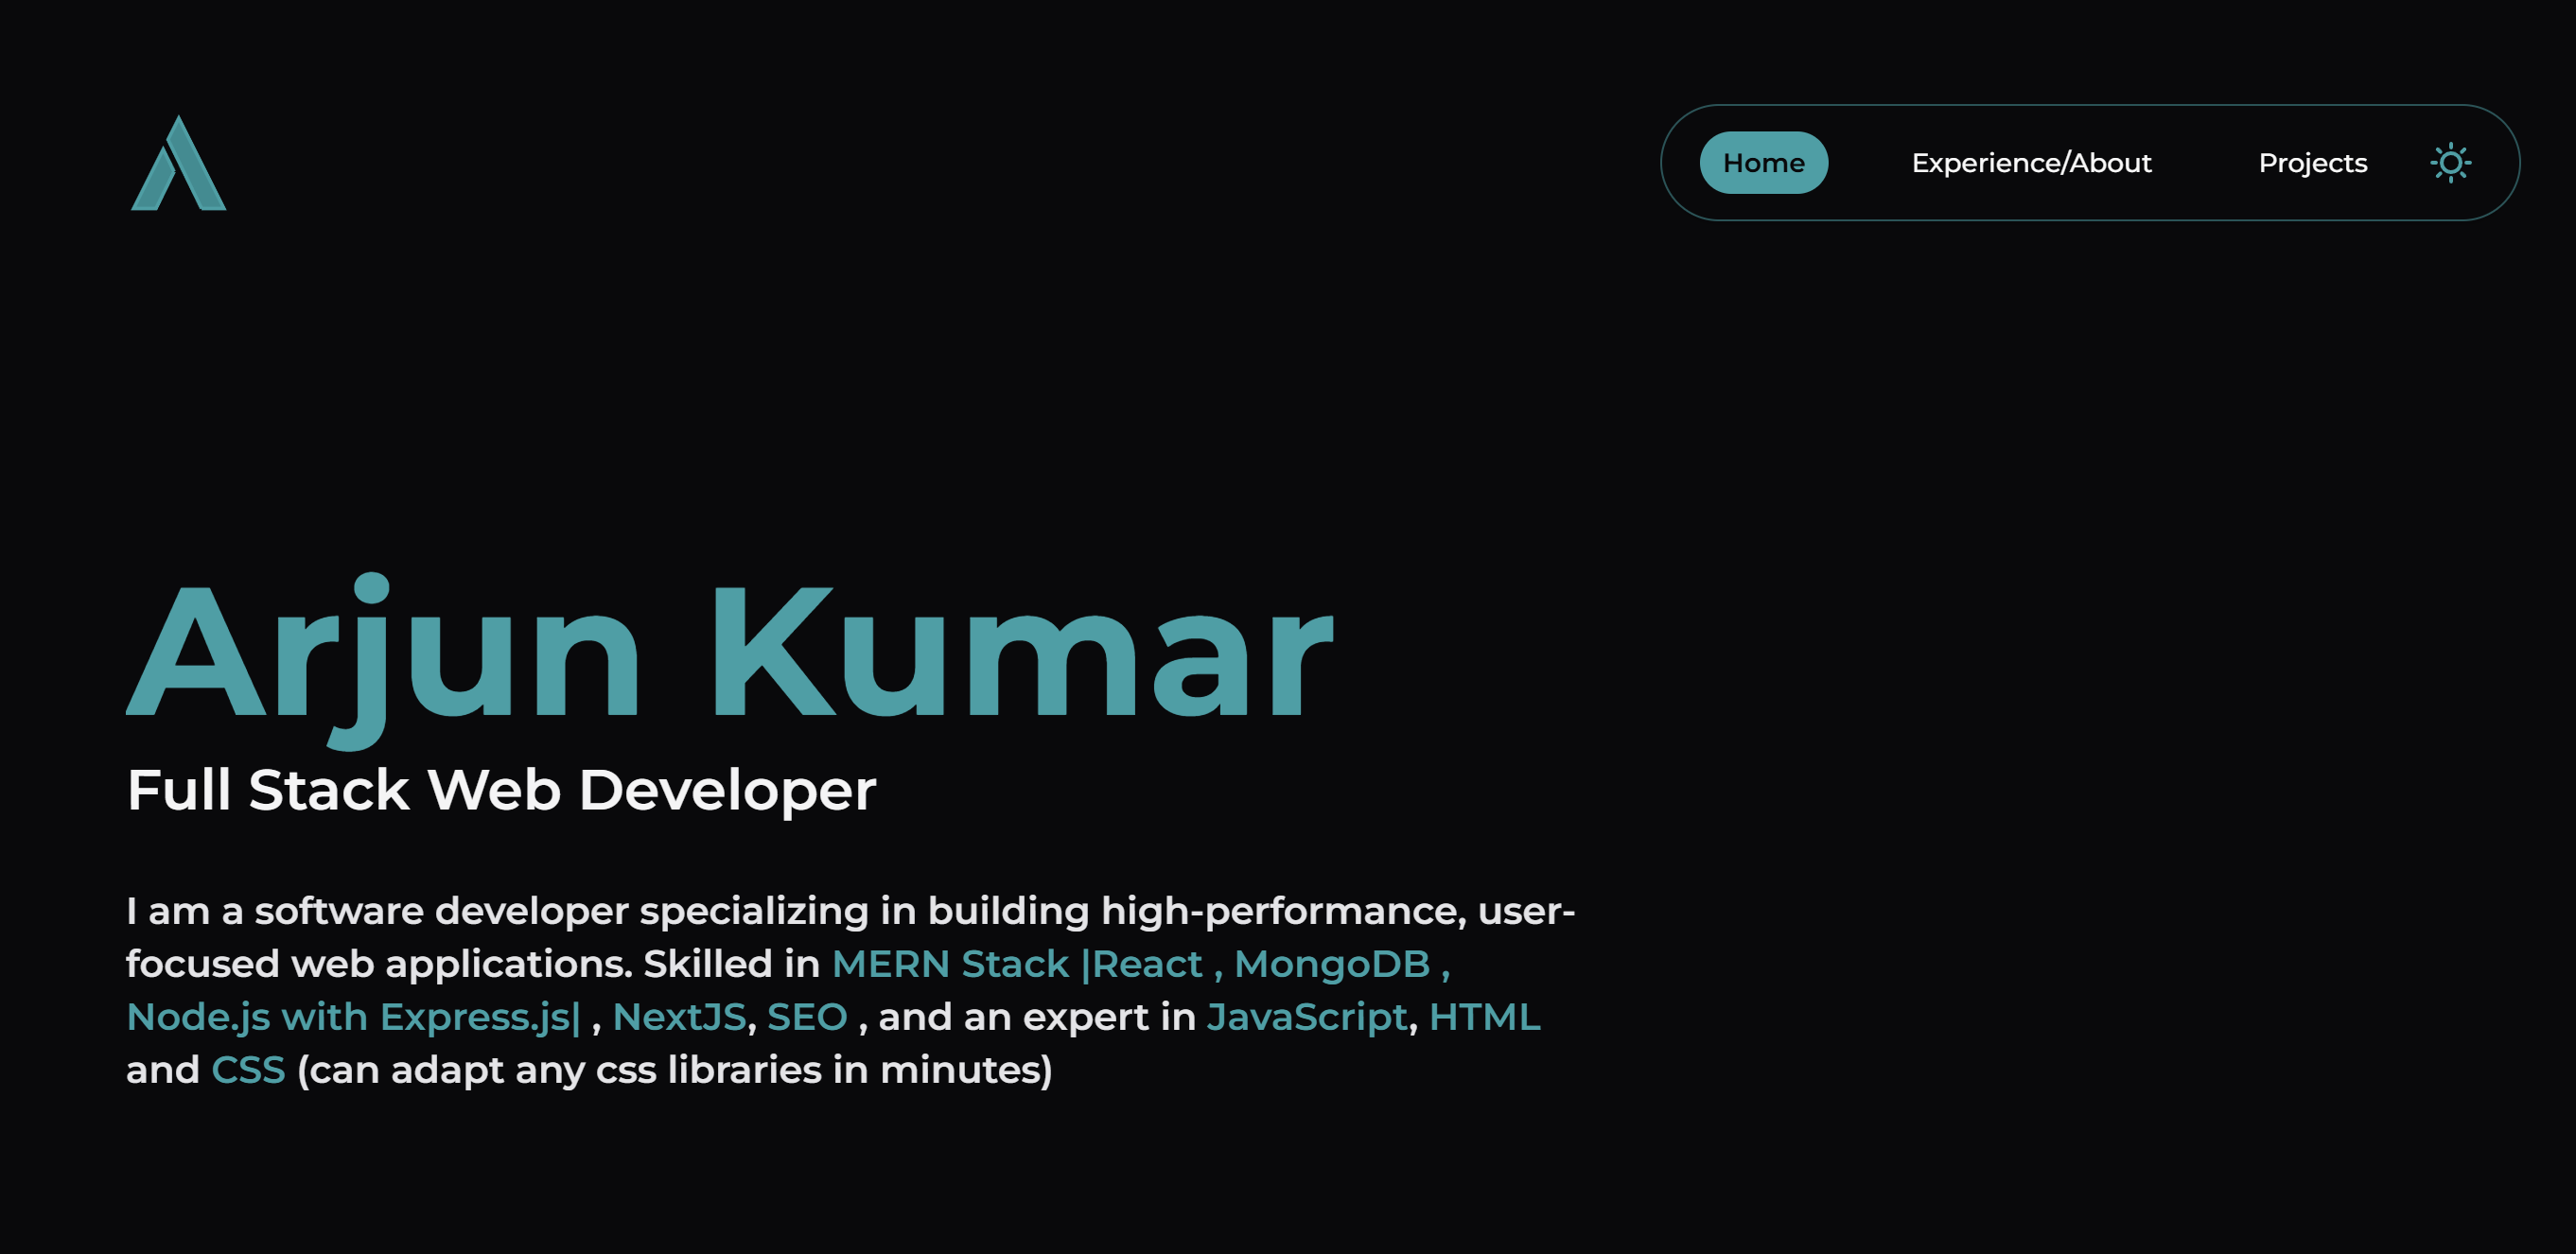 Home Experience/About Projects
Arjun Kumar
Full Stack Web Developer
I am a software developer specializing in building high-performance, user-
focused web applications. Skilled in MERN Stack |React , MongoDB ,
Node.js with Express.js| , NextJS, SEO , and an expert in JavaScript, HTML
and CSS (can adapt any css libraries in minutes)